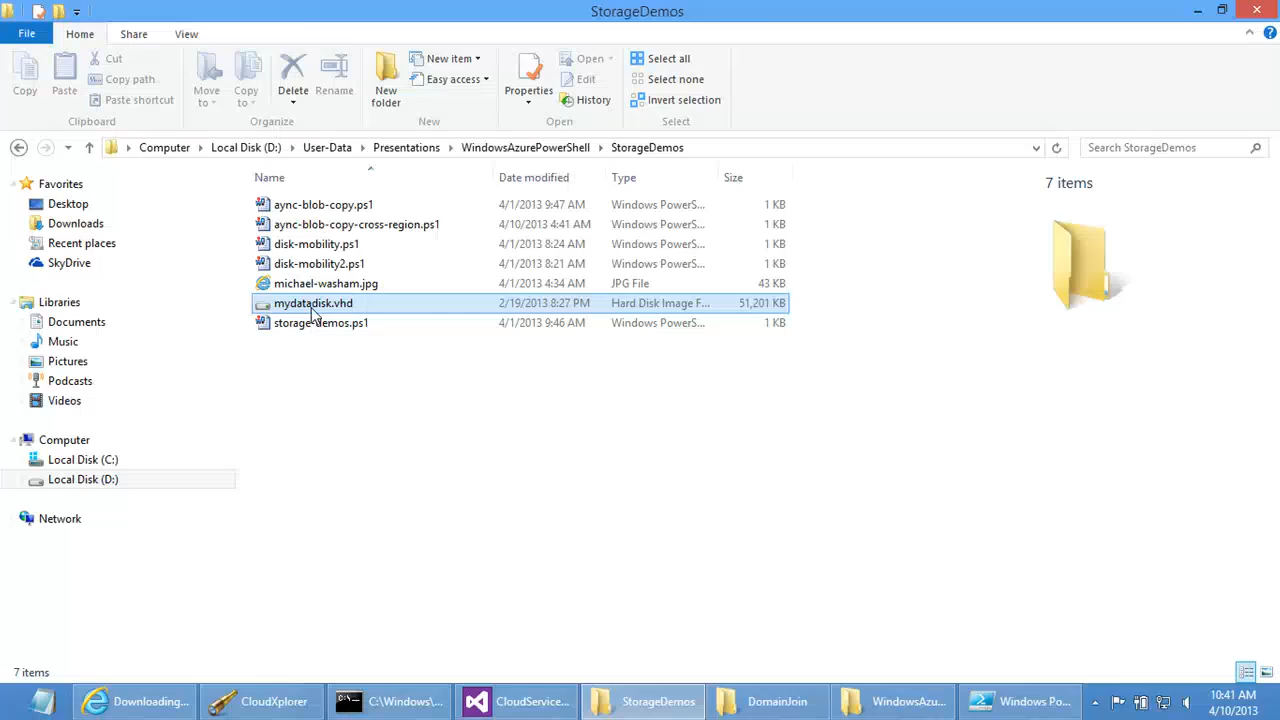 StorageDemos
File Home Share View
Copy Paste Cut Copy path Paste shortcut Move to Copy to Delete Rename New folder New item Easy access Properties Open Edit History Select all Select none Invert selection
Clipboard Organize New Open Select
Computer Local Disk (D:) User-Data Presentations WindowsAzurePowerShell StorageDemos Search StorageDemos
Name Date modified Type Size
aync-blob-copy.ps1 4/1/2013 9:47 AM Windows PowerS... 1 KB
aync-blob-copy-cross-region.ps1 4/10/2013 4:41 AM Windows PowerS... 1 KB
disk-mobility.ps1 4/1/2013 8:24 AM Windows PowerS... 1 KB
disk-mobility2.ps1 4/1/2013 8:21 AM Windows PowerS... 1 KB
michael-washam.jpg 4/1/2013 4:34 AM JPG File 43 KB
mydatadisk.vhd 2/19/2013 8:27 PM Hard Disk Image F... 51,201 KB
storage-demos.ps1 4/1/2013 9:46 AM Windows PowerS... 1 KB
Favorites
Desktop
Downloads
Recent places
SkyDrive
Libraries
Documents
Music
Pictures
Podcasts
Videos
Computer
Local Disk (C:)
Local Disk (D:)
Network
7 items
7 items
Downloading... CloudXplorer C:\Windows\... CloudService... StorageDemos DomainJoin WindowsAzu... Windows Po... 10:41 AM
4/10/2013